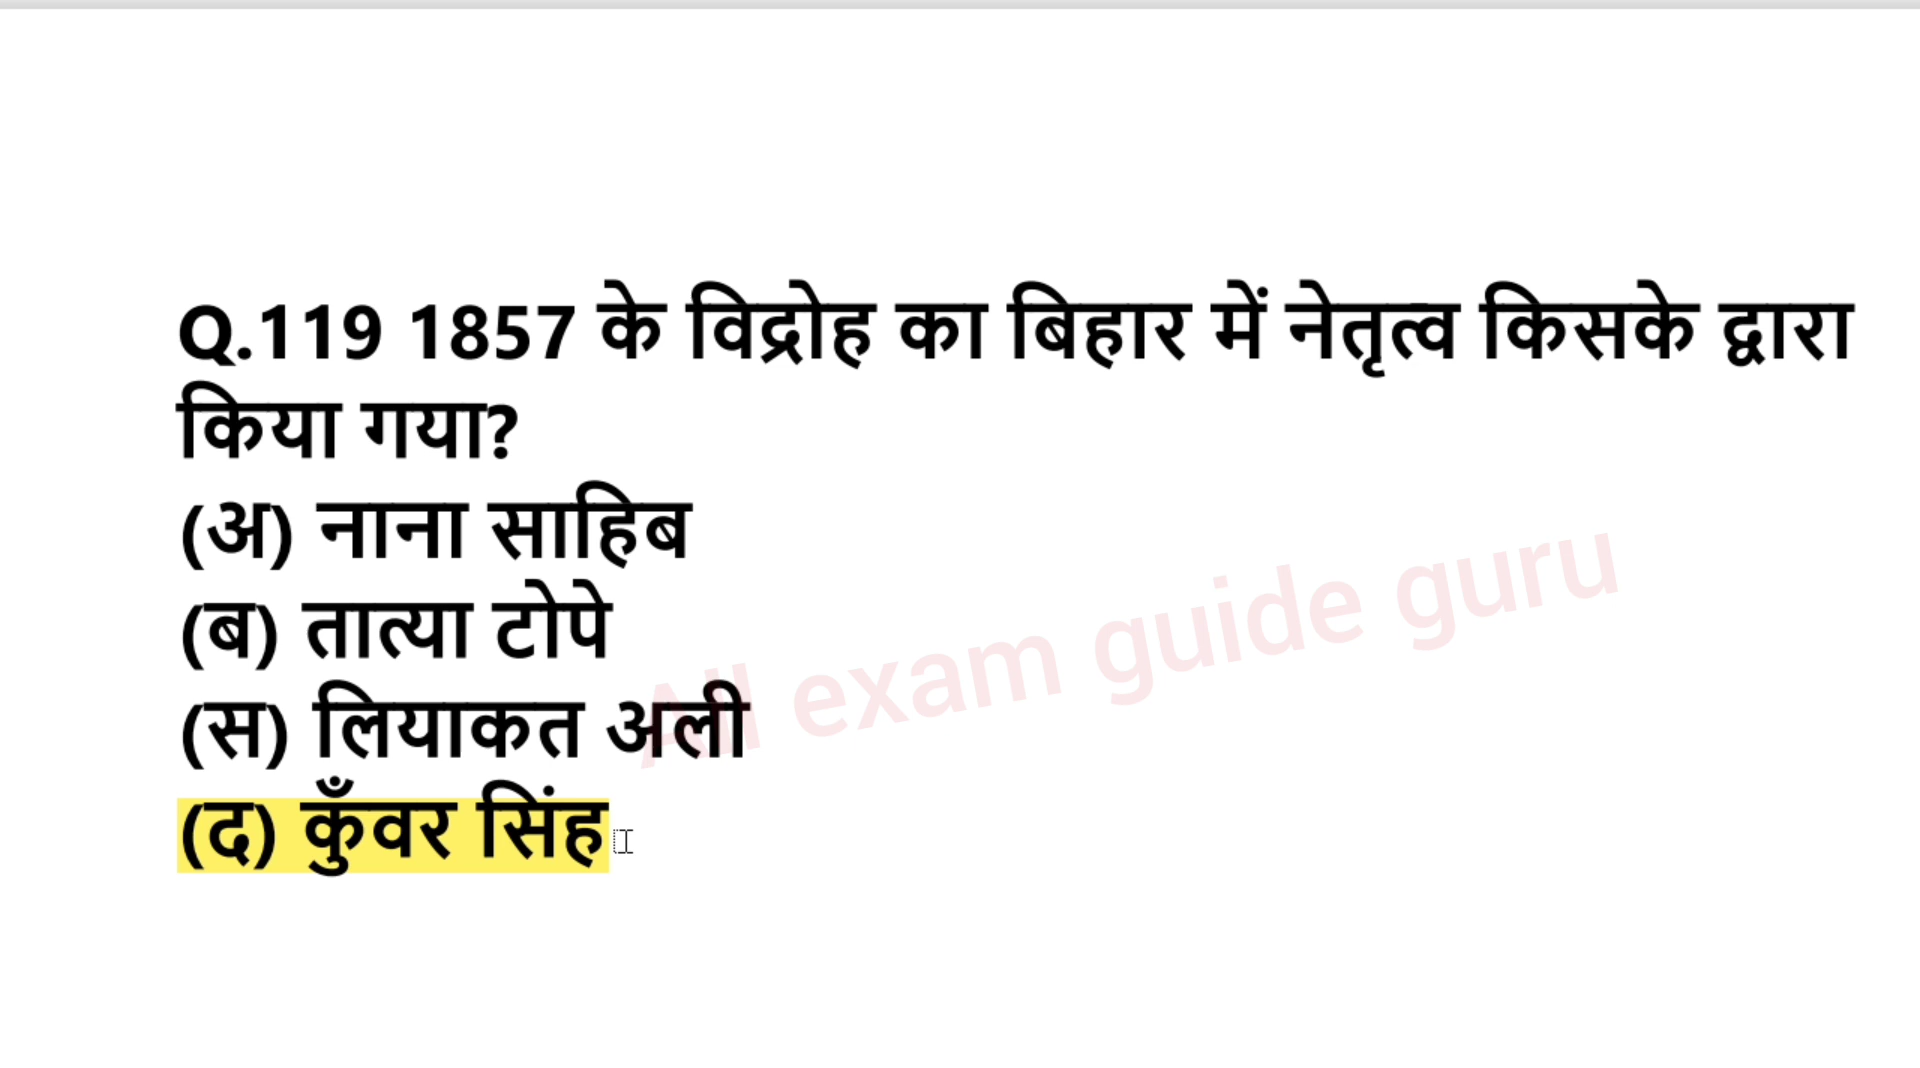 Q.119 1857 के विद्रोह का बिहार में नेतृत्व किसके द्वारा
किया गया?
(अ) नाना साहिब
(ब) तात्या टोपे
(स) लियाकत अली
(द) कुँवर सिंह
All exam guide guru